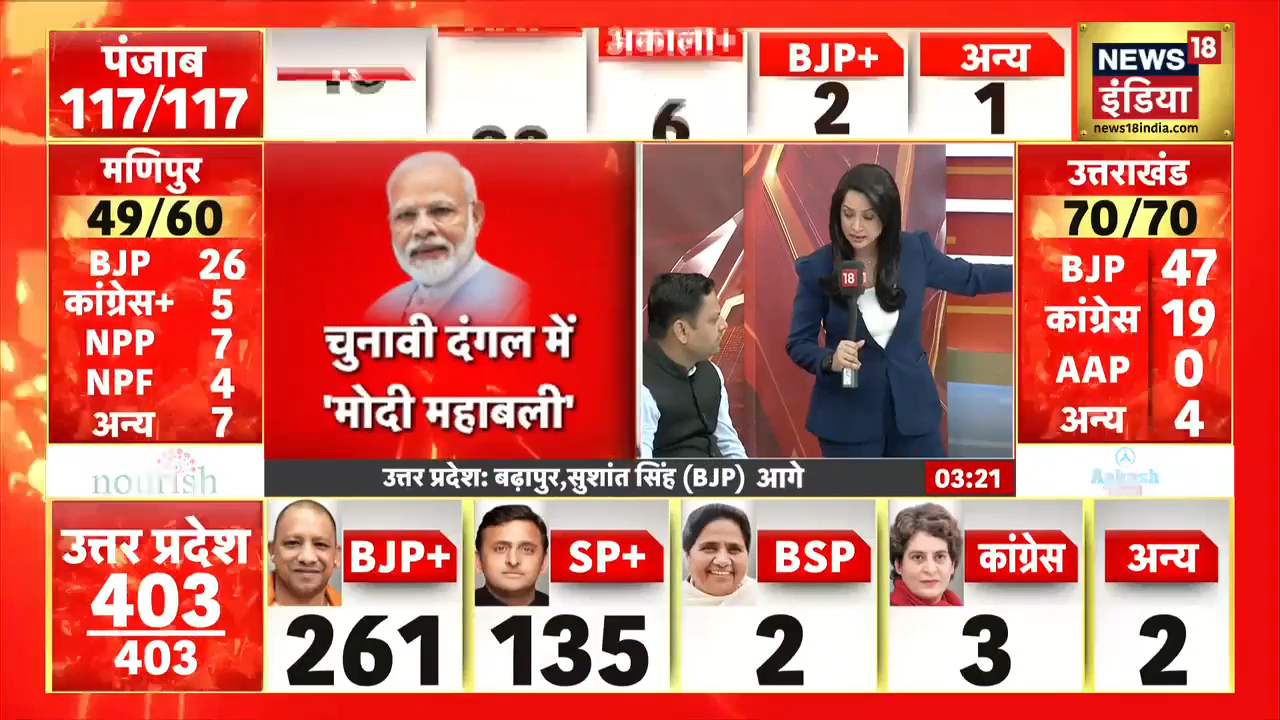 पंजाब
117/117
अकाली+
6
BJP+
2
अन्य
1
NEWS 18
इंडिया
news18india.com
मणिपुर
49/60
BJP 26
कांग्रेस+ 5
NPP 7
NPF 4
अन्य 7
चुनावी दंगल में
'मोदी महाबली'
18
उत्तराखंड
70/70
BJP 47
कांग्रेस 19
AAP 0
अन्य 4
nourish
उत्तर प्रदेश: बढ़ापुर,सुशांत सिंह (BJP) आगे
03:21
Aakash
उत्तर प्रदेश
403
403
BJP+
261
SP+
135
BSP
2
कांग्रेस
3
अन्य
2